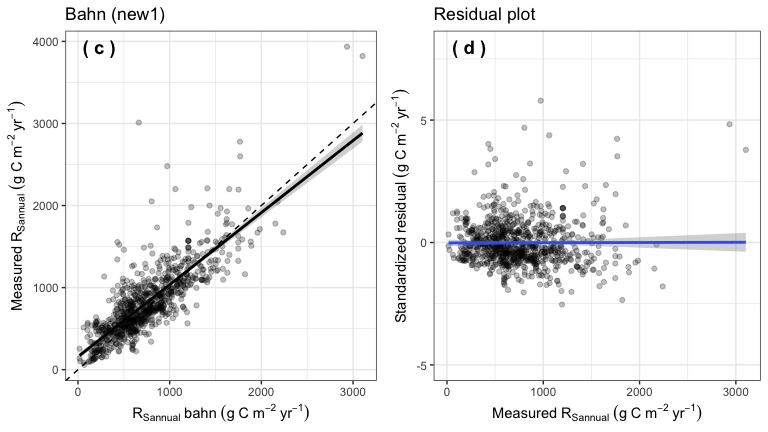 Bahn (new1)
( c )
4000
3000
2000
1000
0
Measured R_Sannual (g C m⁻² yr⁻¹)
0 1000 2000 3000
R_Sannual bahn (g C m⁻² yr⁻¹)
Residual plot
( d )
5
0
-5
Standardized residual (g C m⁻² yr⁻¹)
0 1000 2000 3000
Measured R_Sannual (g C m⁻² yr⁻¹)